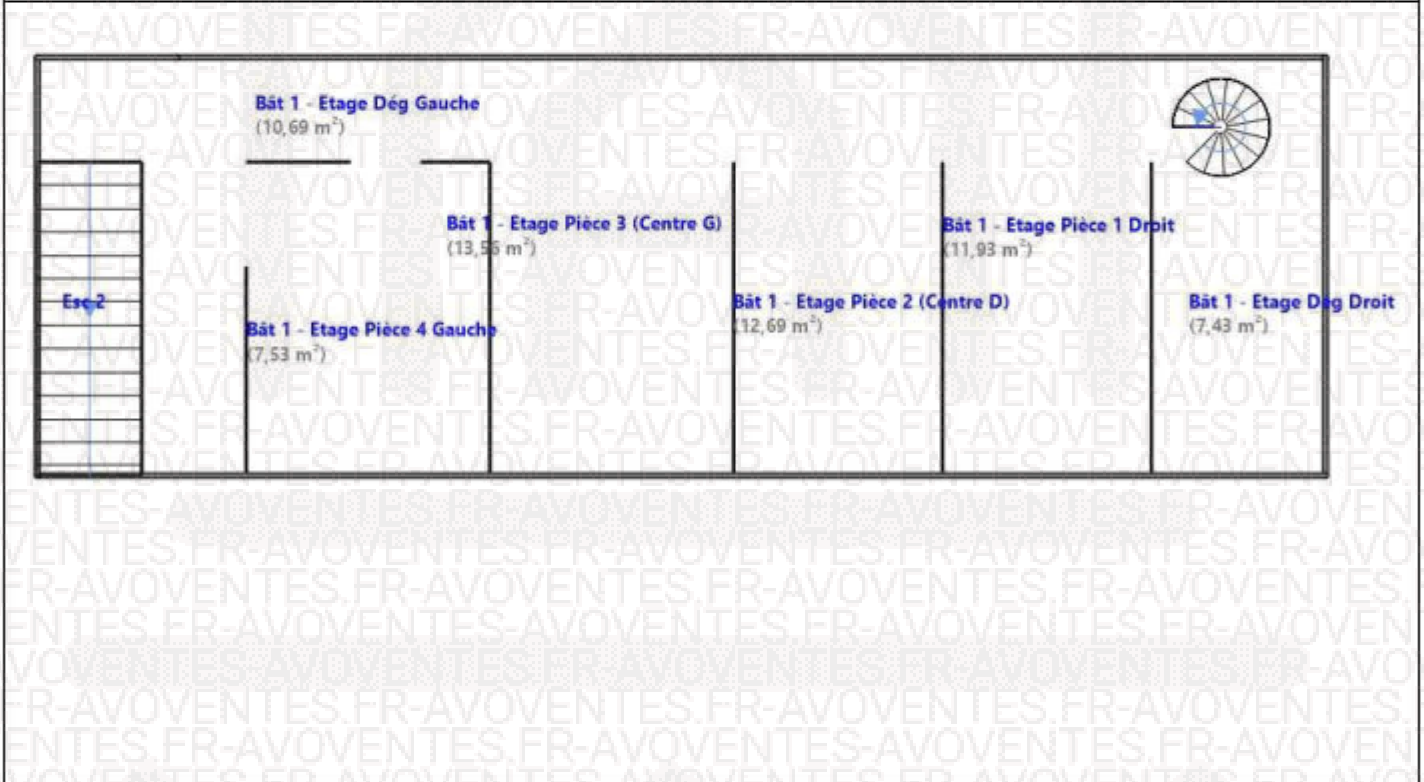 Bât 1 - Etage Dég Gauche
(10,69 m²)
Bât 1 - Etage Pièce 3 (Centre G)
(13,56 m²)
Bât 1 - Etage Pièce 1 Droit
(11,93 m²)
Esc 2
Bât 1 - Etage Pièce 2 (Centre D)
(12,69 m²)
Bât 1 - Etage Dég Droit
(7,43 m²)
Bât 1 - Etage Pièce 4 Gauche
(7,53 m²)
AVOVENTES.FR-AVOVENTES.FR